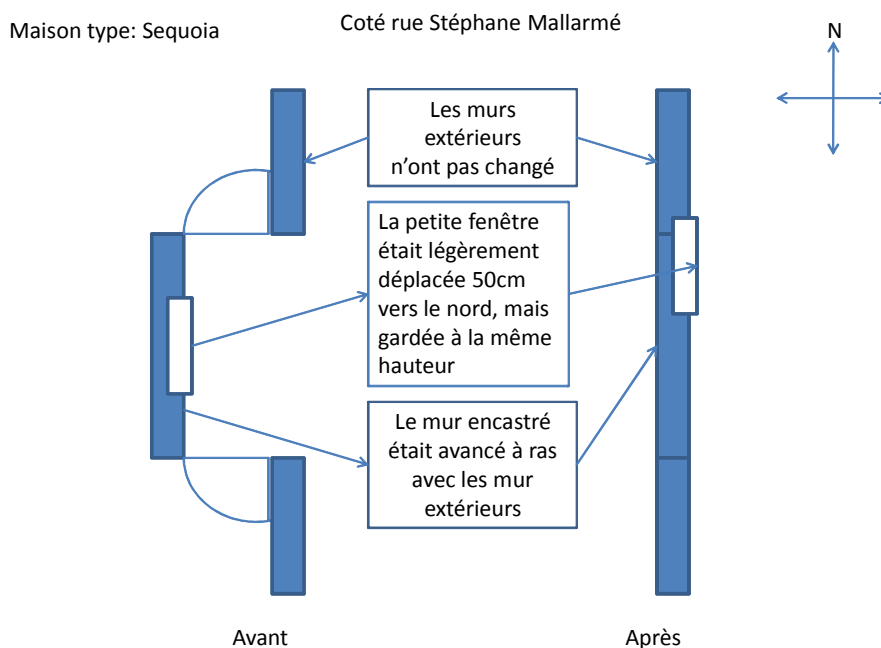 Maison type: Sequoia
Coté rue Stéphane Mallarmé
N
Les murs
extérieurs
n'ont pas changé
La petite fenêtre
était légèrement
déplacée 50cm
vers le nord, mais
gardée à la même
hauteur
Le mur encastré
était avancé à ras
avec les mur
extérieurs
Avant
Après